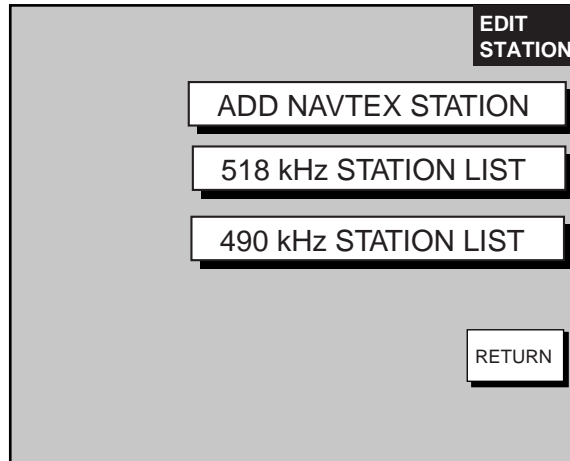 EDIT
STATION
ADD NAVTEX STATION
518 kHz STATION LIST
490 kHz STATION LIST
RETURN